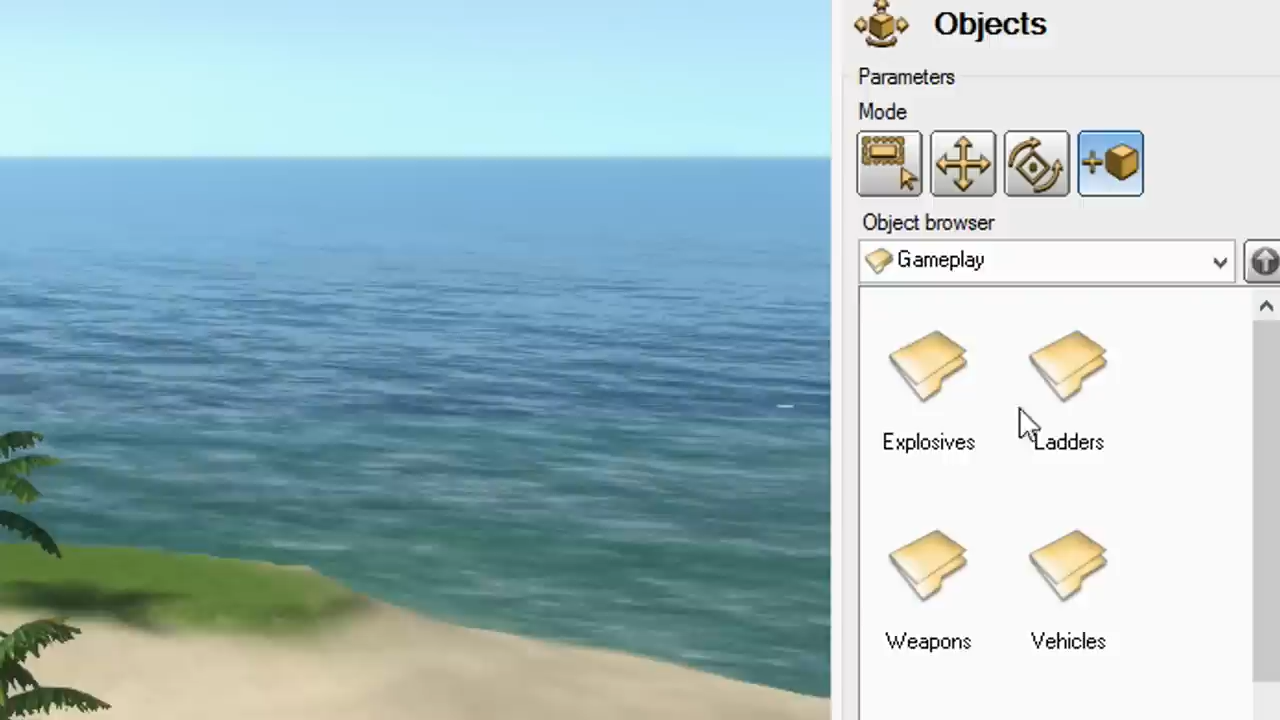 Objects
Parameters
Mode
Object browser
Gameplay
Explosives
Ladders
Weapons
Vehicles